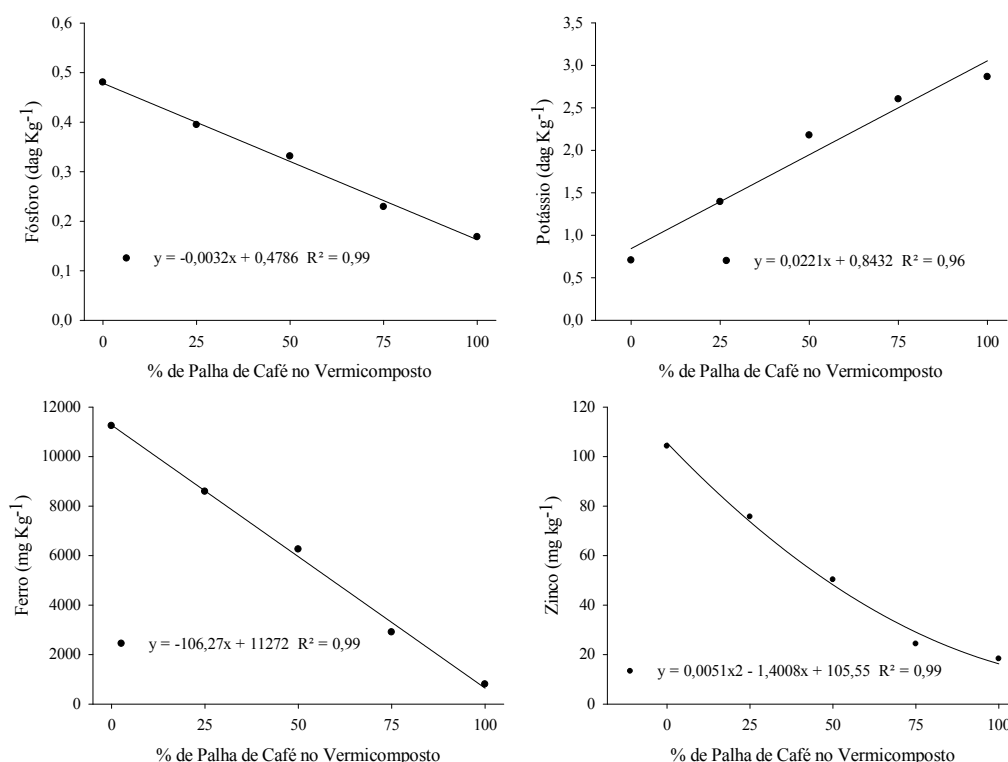 0,6
0,5
0,4
0,3
0,2
0,1
0,0
Fósforo (dag Kg-1)
y = -0,0032x + 0,4786 R² = 0,99
0 25 50 75 100
% de Palha de Café no Vermicomposto
3,5
3,0
2,5
2,0
1,5
1,0
0,5
0,0
Potássio (dag Kg-1)
y = 0,0221x + 0,8432 R² = 0,96
0 25 50 75 100
% de Palha de Café no Vermicomposto
12000
10000
8000
6000
4000
2000
0
Ferro (mg Kg-1)
y = -106,27x + 11272 R² = 0,99
0 25 50 75 100
% de Palha de Café no Vermicomposto
120
100
80
60
40
20
0
Zinco (mg kg-1)
y = 0,0051x2 - 1,4008x + 105,55 R² = 0,99
0 25 50 75 100
% de Palha de Café no Vermicomposto